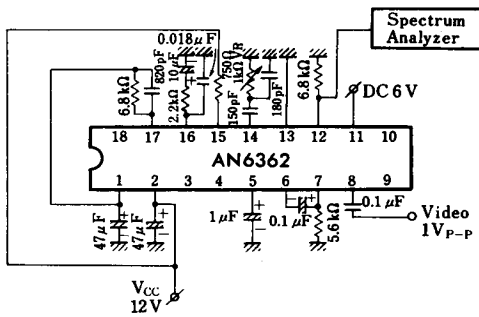 Spectrum
Analyzer
0.018μF
820pF
10μF
6.8kΩ
2.2kΩ
750Ω
1kΩVR
150pF
180pF
6.8kΩ
DC 6V
18 17 16 15 14 13 12 11 10
AN6362
1 2 3 4 5 6 7 8 9
47μF
47μF
1μF
0.1μF
5.6kΩ
0.1μF
Video
1VP-P
VCC
12V